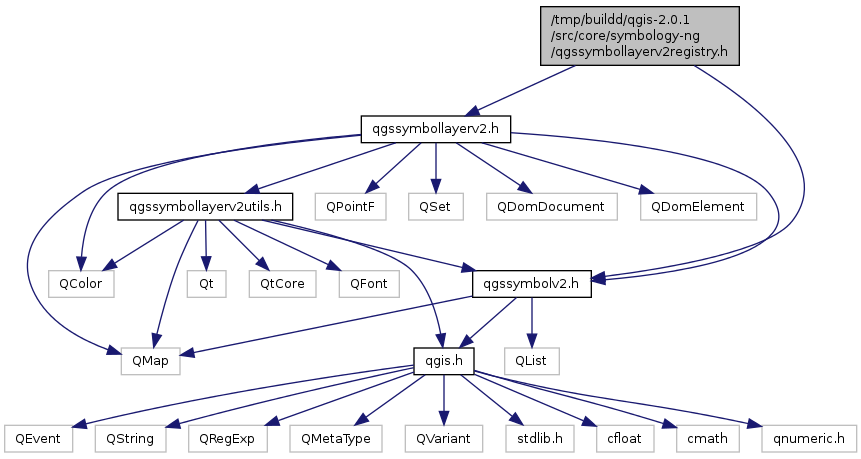 /tmp/buildd/qgis-2.0.1
/src/core/symbology-ng
/qgssymbollayerv2registry.h
qgssymbollayerv2.h
qgssymbollayerv2utils.h
QPointF
QSet
QDomDocument
QDomElement
QColor
Qt
QtCore
QFont
qgssymbolv2.h
QMap
qgis.h
QList
QEvent
QString
QRegExp
QMetaType
QVariant
stdlib.h
cfloat
cmath
qnumeric.h